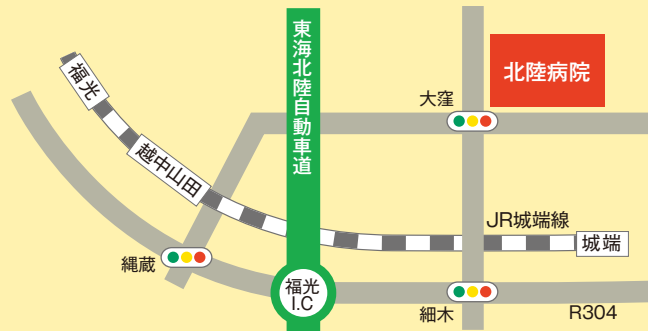 東海北陸自動車道
北陸病院
福光
大窪
越中山田
JR城端線
城端
縄蔵
福光
I.C
細木
R304